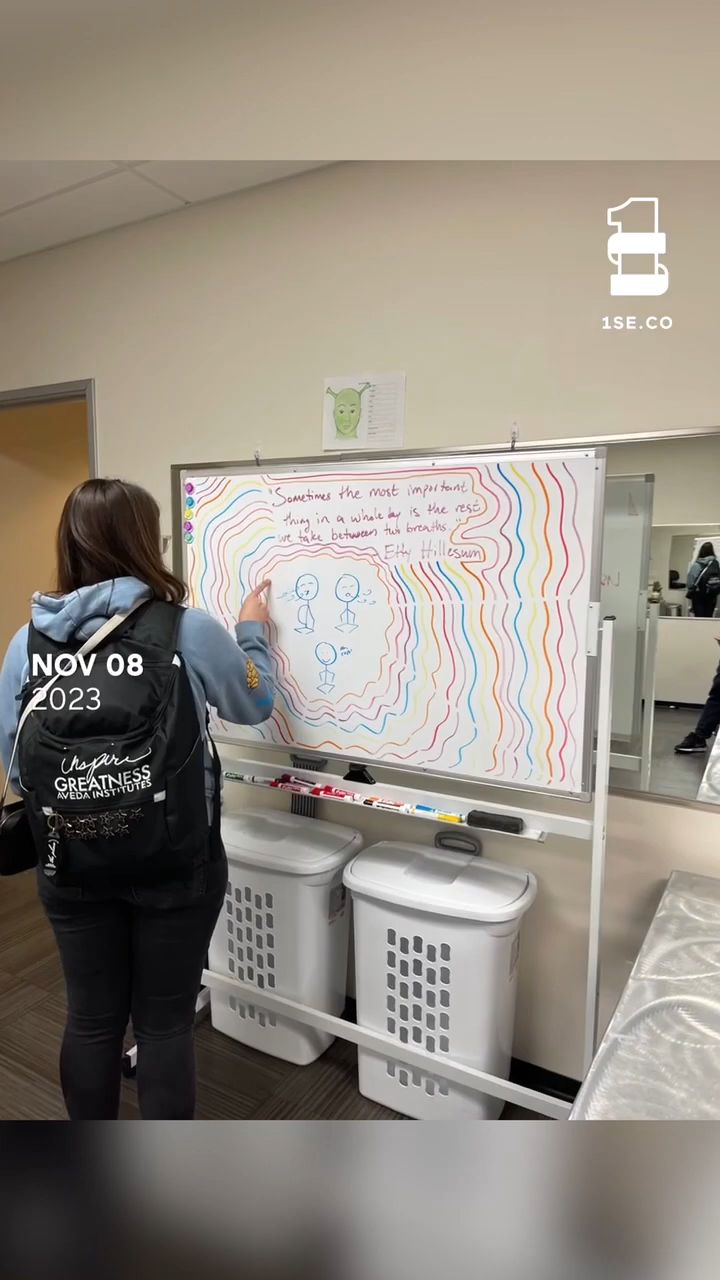 1SE.CO
"Sometimes the most important
thing in a whole day is the rest
we take between two breaths."
- Etty Hillesum
NOV 08
2023
inspire
GREATNESS
AVEDA INSTITUTES